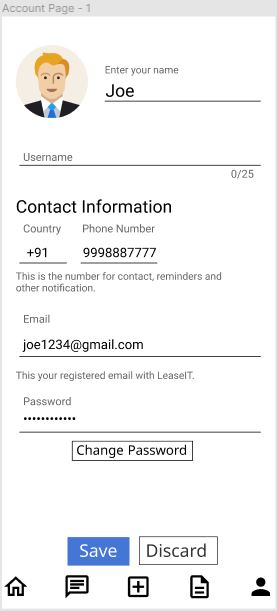 Account Page - 1
Enter your name
Joe
Username
0/25
Contact Information
Country Phone Number
+91 9998887777
This is the number for contact, reminders and
other notification.
Email
joe1234@gmail.com
This your registered email with LeaseIT.
Password
••••••••••••
Change Password
Save Discard